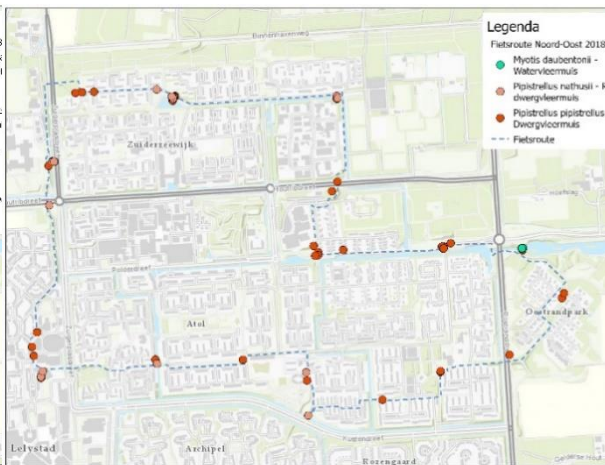 Legenda
Fietsroute Noord-Oost 2018
Myotis daubentonii -
Watervleermuis
Pipistrellus nathusii - R
dwergvleermuis
Pipistrellus pipistrellus
Dwergvleermuis
Fietsroute
Zuiderzeewijk
Atol
Oostrandpark
Lelystad
Archipel
Rozengaard